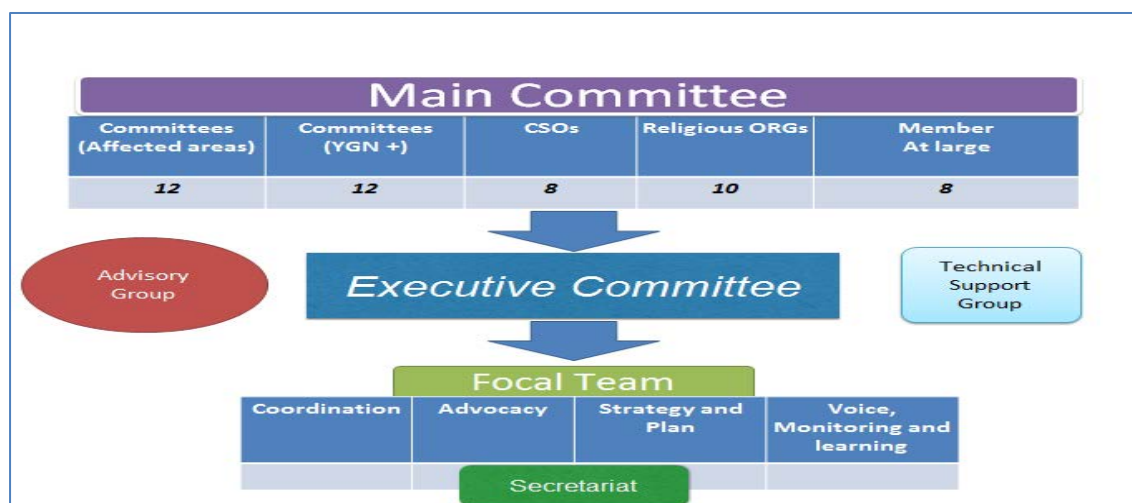 Main Committee
Committees (Affected areas)
Committees (YGN +)
CSOs
Religious ORGs
Member At large
12
12
8
10
8
Advisory
Group
Executive Committee
Technical
Support
Group
Focal Team
Coordination
Advocacy
Strategy and
Plan
Voice,
Monitoring and
learning
Secretariat